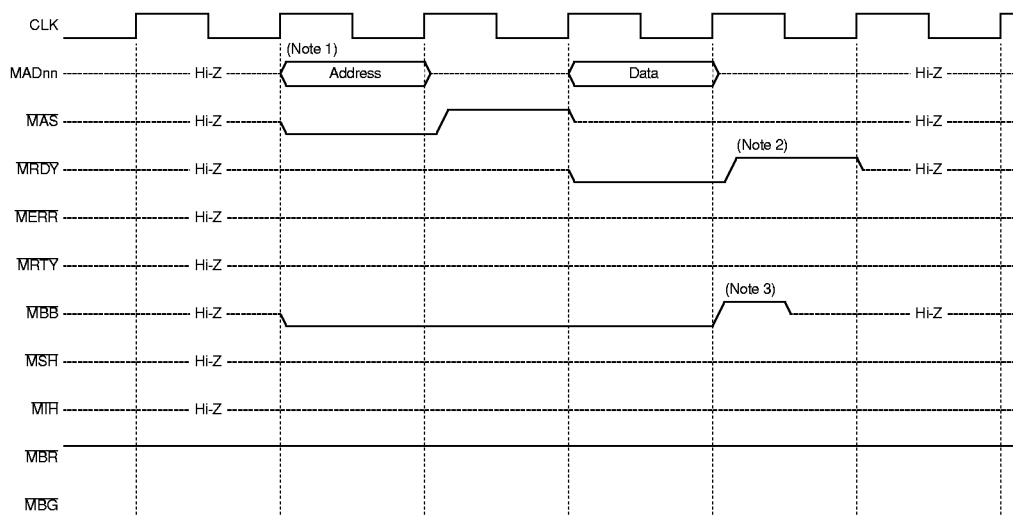 CLK
(Note 1)
MADnn Hi-Z Address Data Hi-Z
MAS Hi-Z Hi-Z
(Note 2)
MRDY Hi-Z Hi-Z
MERR Hi-Z
MRTY Hi-Z
(Note 3)
MBB Hi-Z Hi-Z
MSH Hi-Z
MIH Hi-Z
MBR
MBG